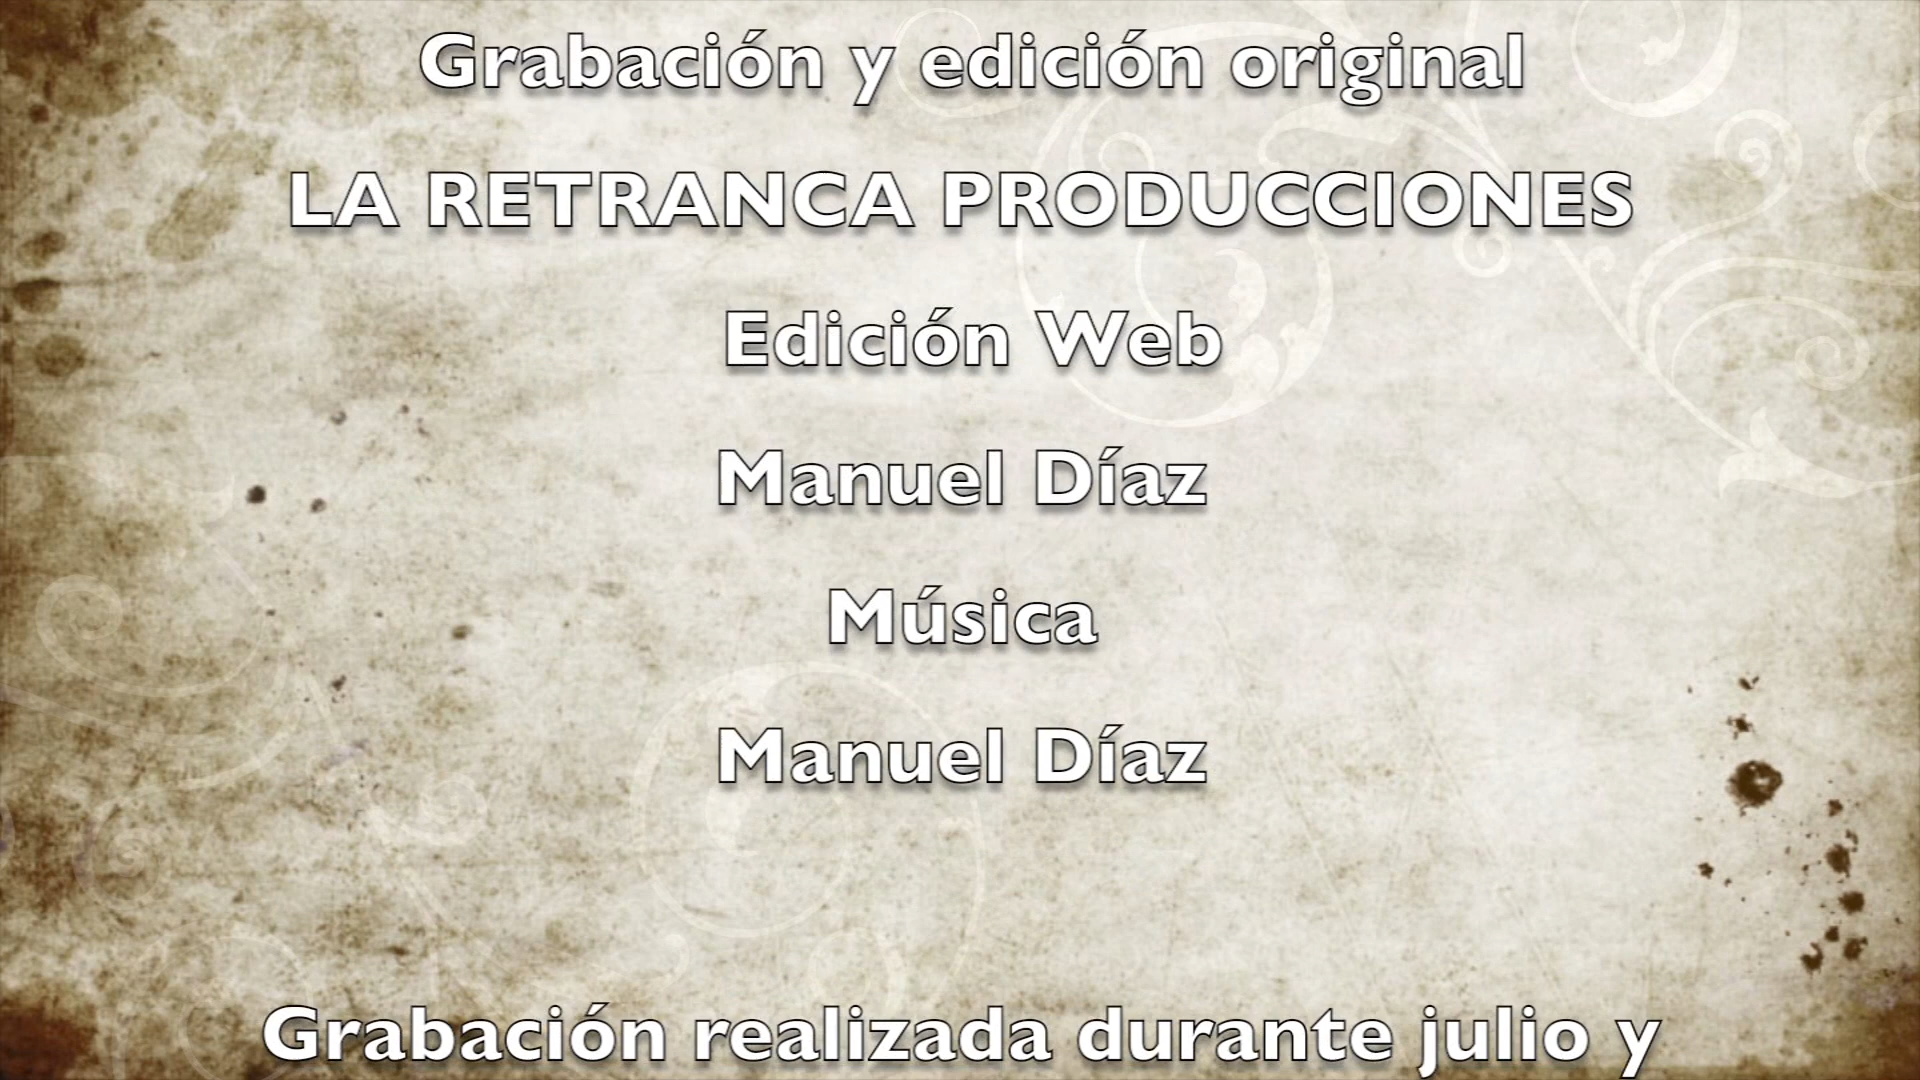 Grabación y edición original
LA RETRANCA PRODUCCIONES
Edición Web
Manuel Díaz
Música
Manuel Díaz
Grabación realizada durante julio y